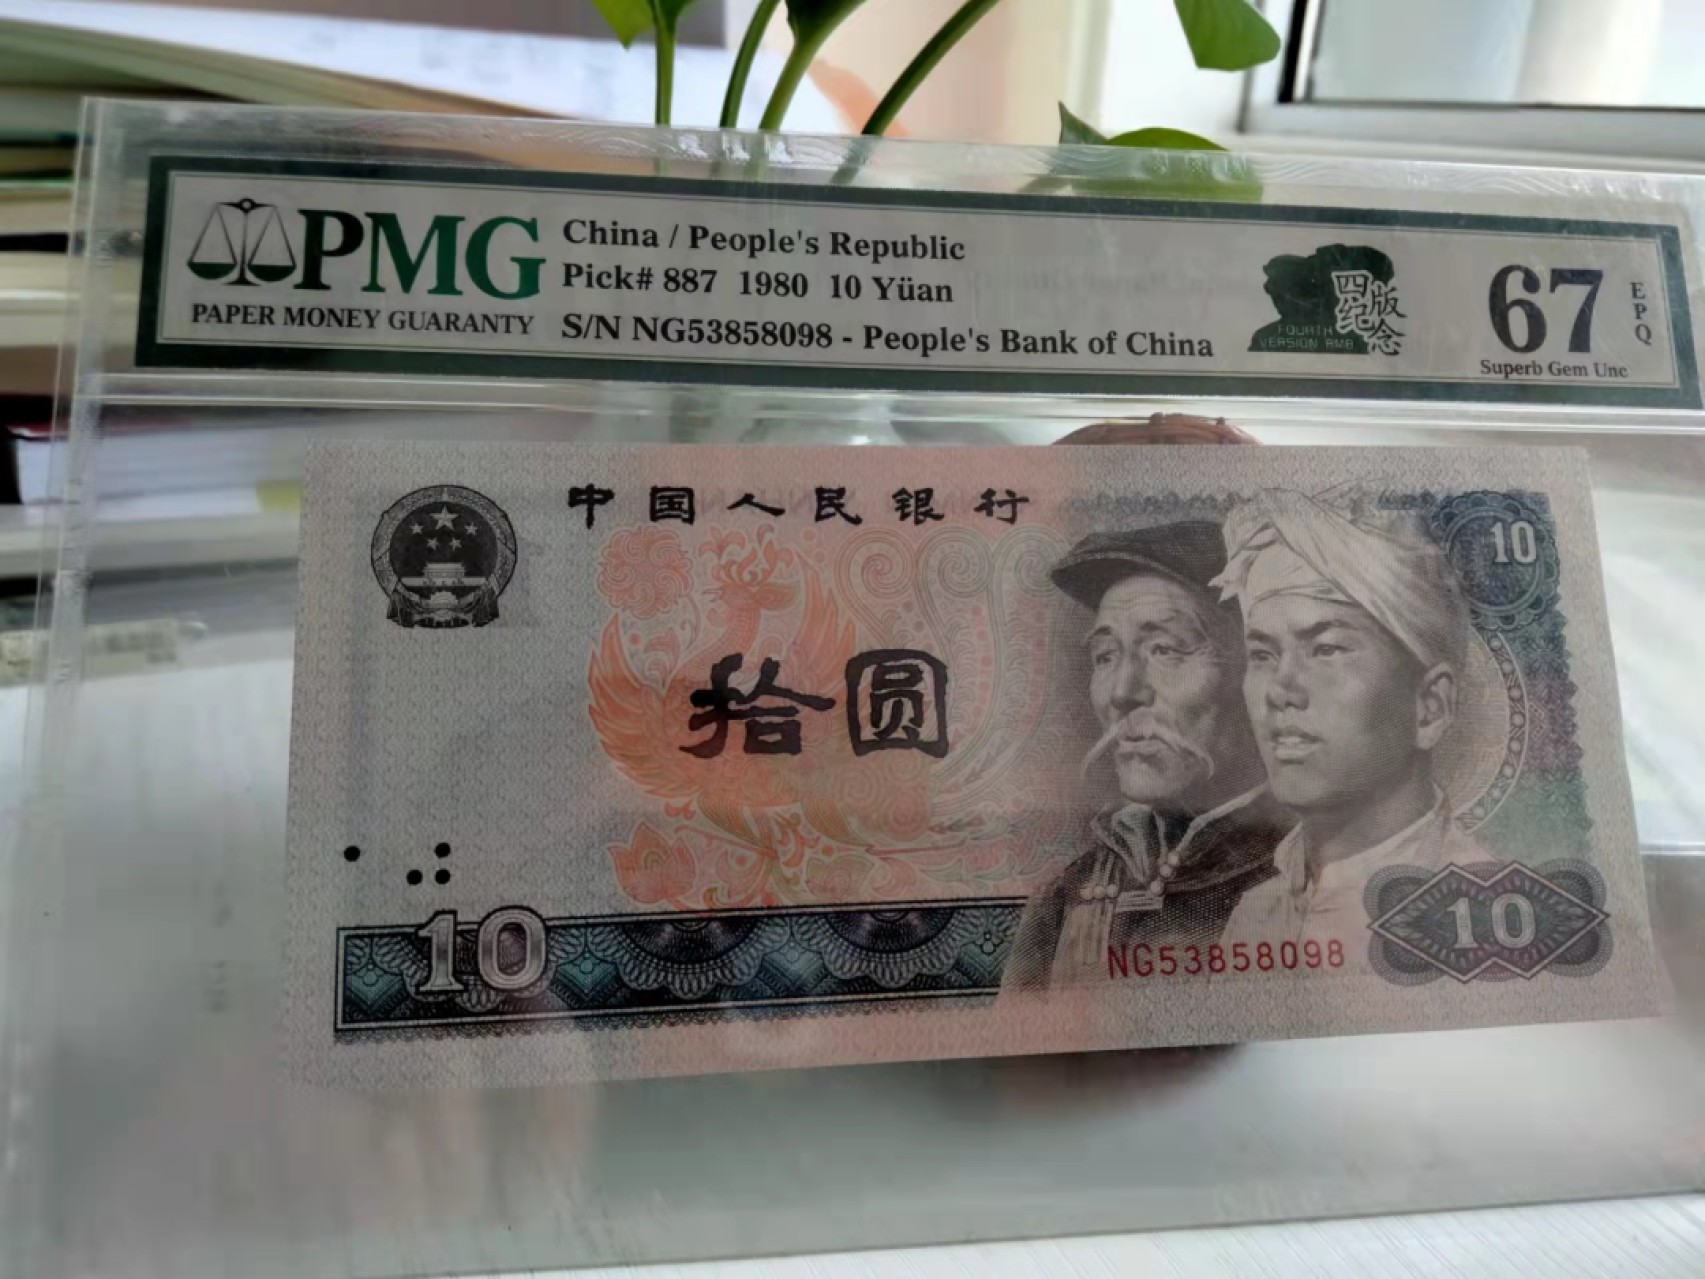 PMG
PAPER MONEY GUARANTY
China / People's Republic
Pick# 887 1980 10 Yüan
S/N NG53858098 - People's Bank of China
四版
纪念
FOURTH
VERSION RMB
67
EPQ
Superb Gem Unc
中国人民银行
10
拾圆
10
NG53858098
10